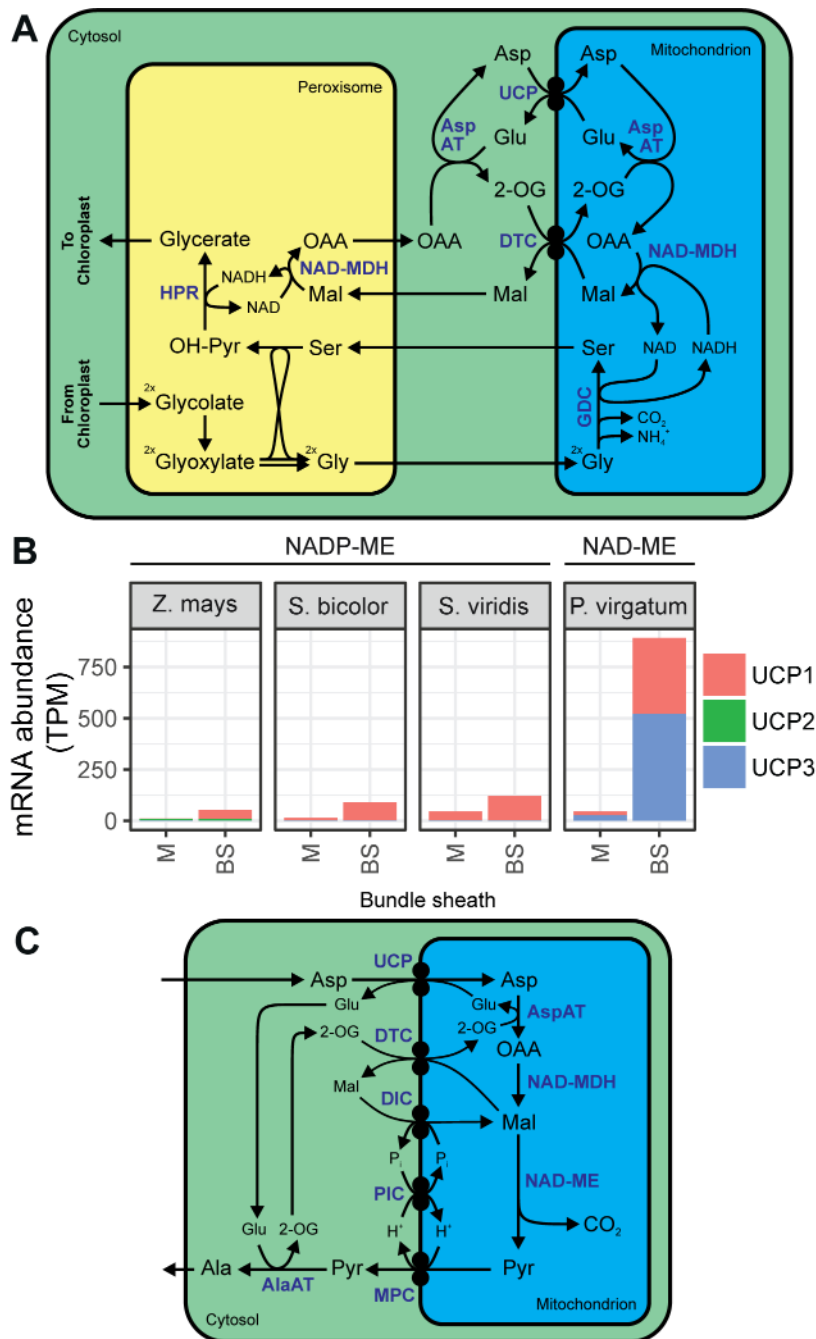 A
Cytosol
Peroxisome
Mitochondrion
Asp
Asp
UCP
Asp
AT
Glu
Glu
Asp
AT
2-OG
2-OG
To
Chloroplast
Glycerate
OAA
OAA
DTC
OAA
NADH
NAD-MDH
NAD-MDH
HPR
NAD
Mal
Mal
Mal
OH-Pyr
Ser
Ser
NAD
NADH
From
Chloroplast
2x Glycolate
GDC
CO2
NH4+
2x Glyoxylate
2x Gly
2x Gly
B
NADP-ME
NAD-ME
Z. mays
S. bicolor
S. viridis
P. virgatum
mRNA abundance
(TPM)
750
500
250
0
UCP1
UCP2
UCP3
M
BS
M
BS
M
BS
M
BS
Bundle sheath
C
UCP
Asp
Asp
Glu
Glu
AspAT
2-OG
DTC
2-OG
OAA
Mal
DIC
NAD-MDH
Mal
Pi
Pi
NAD-ME
PIC
Glu
2-OG
H+
H+
CO2
Ala
Pyr
Pyr
AlaAT
MPC
Cytosol
Mitochondrion